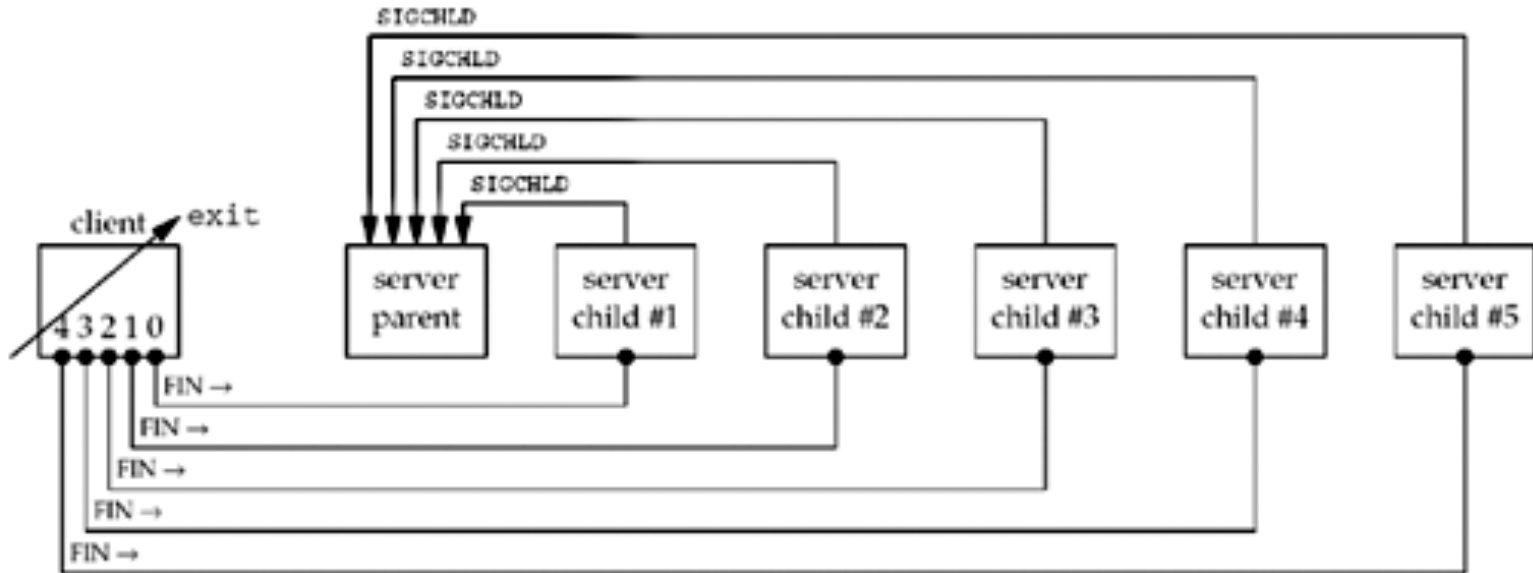 SIGCHLD
SIGCHLD
SIGCHLD
SIGCHLD
SIGCHLD
client
exit
4 3 2 1 0
server
parent
server
child #1
server
child #2
server
child #3
server
child #4
server
child #5
FIN →
FIN →
FIN →
FIN →
FIN →